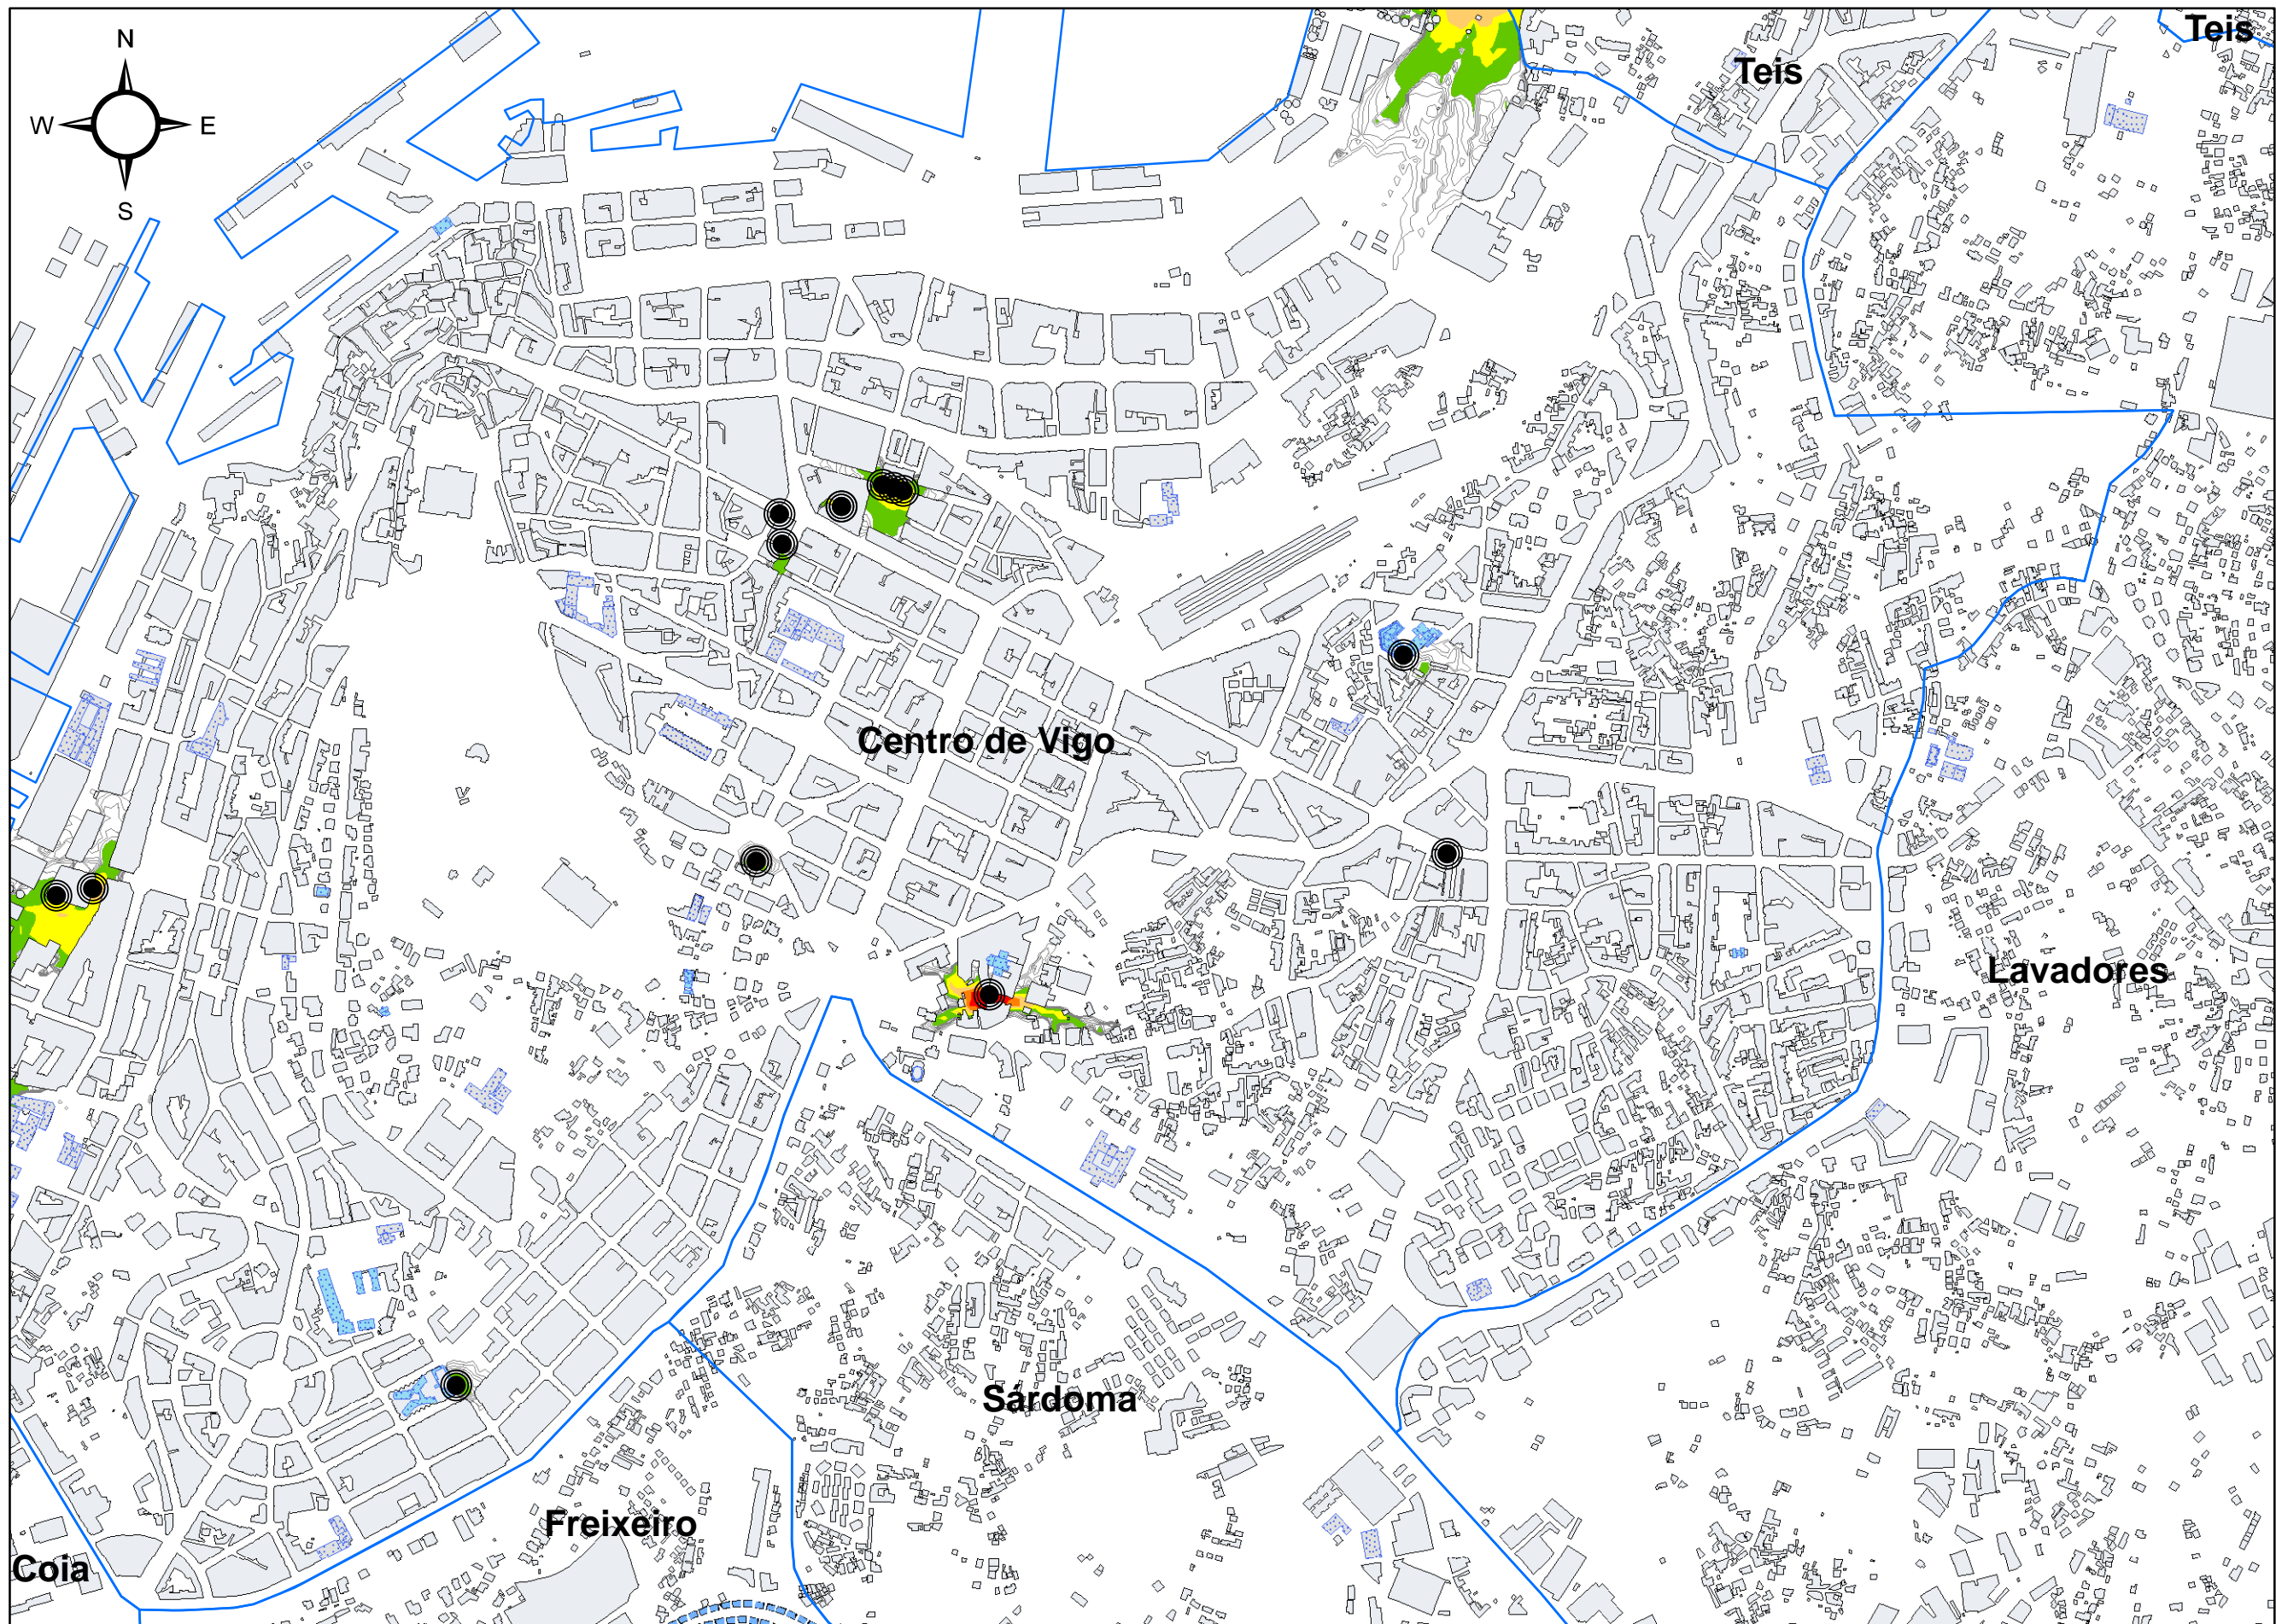 N
W
E
S
Teis
Teis
Centro de Vigo
Lavadores
Sárdoma
Freixeiro
Coia